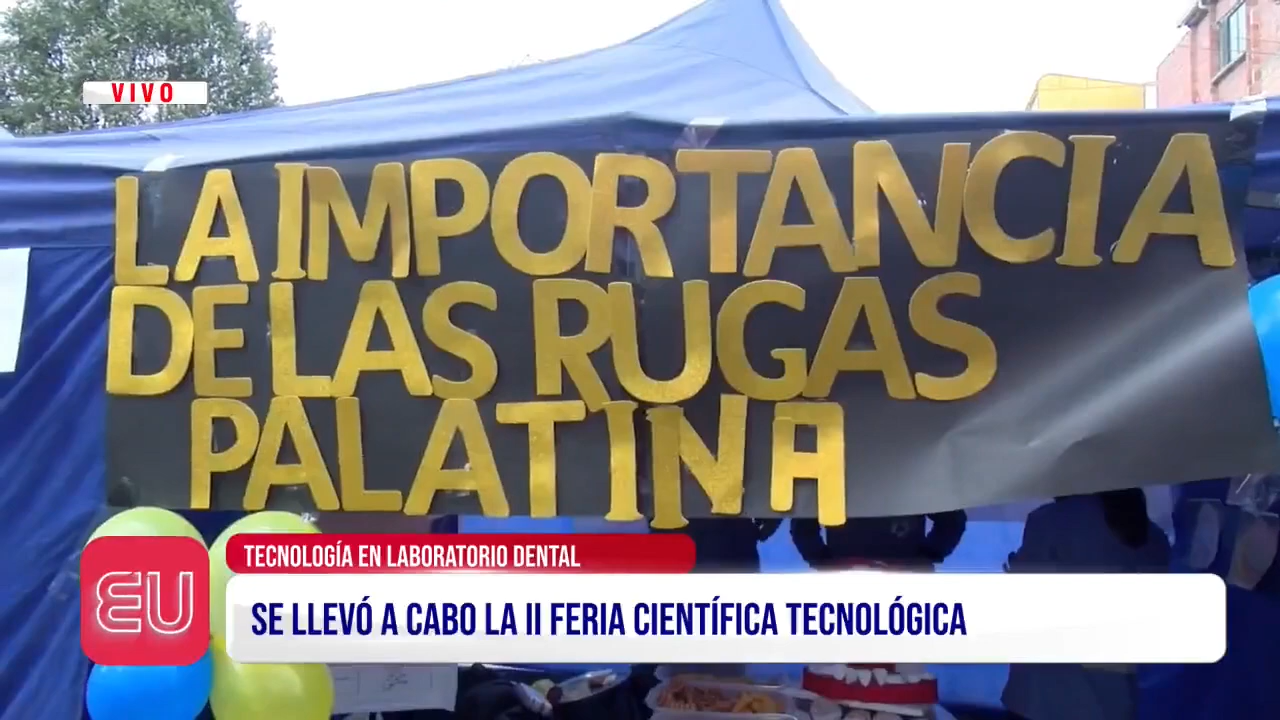 VIVO
LA IMPORTANCIA
DE LAS RUGAS
PALATINA
EU
TECNOLOGÍA EN LABORATORIO DENTAL
SE LLEVÓ A CABO LA II FERIA CIENTÍFICA TECNOLÓGICA